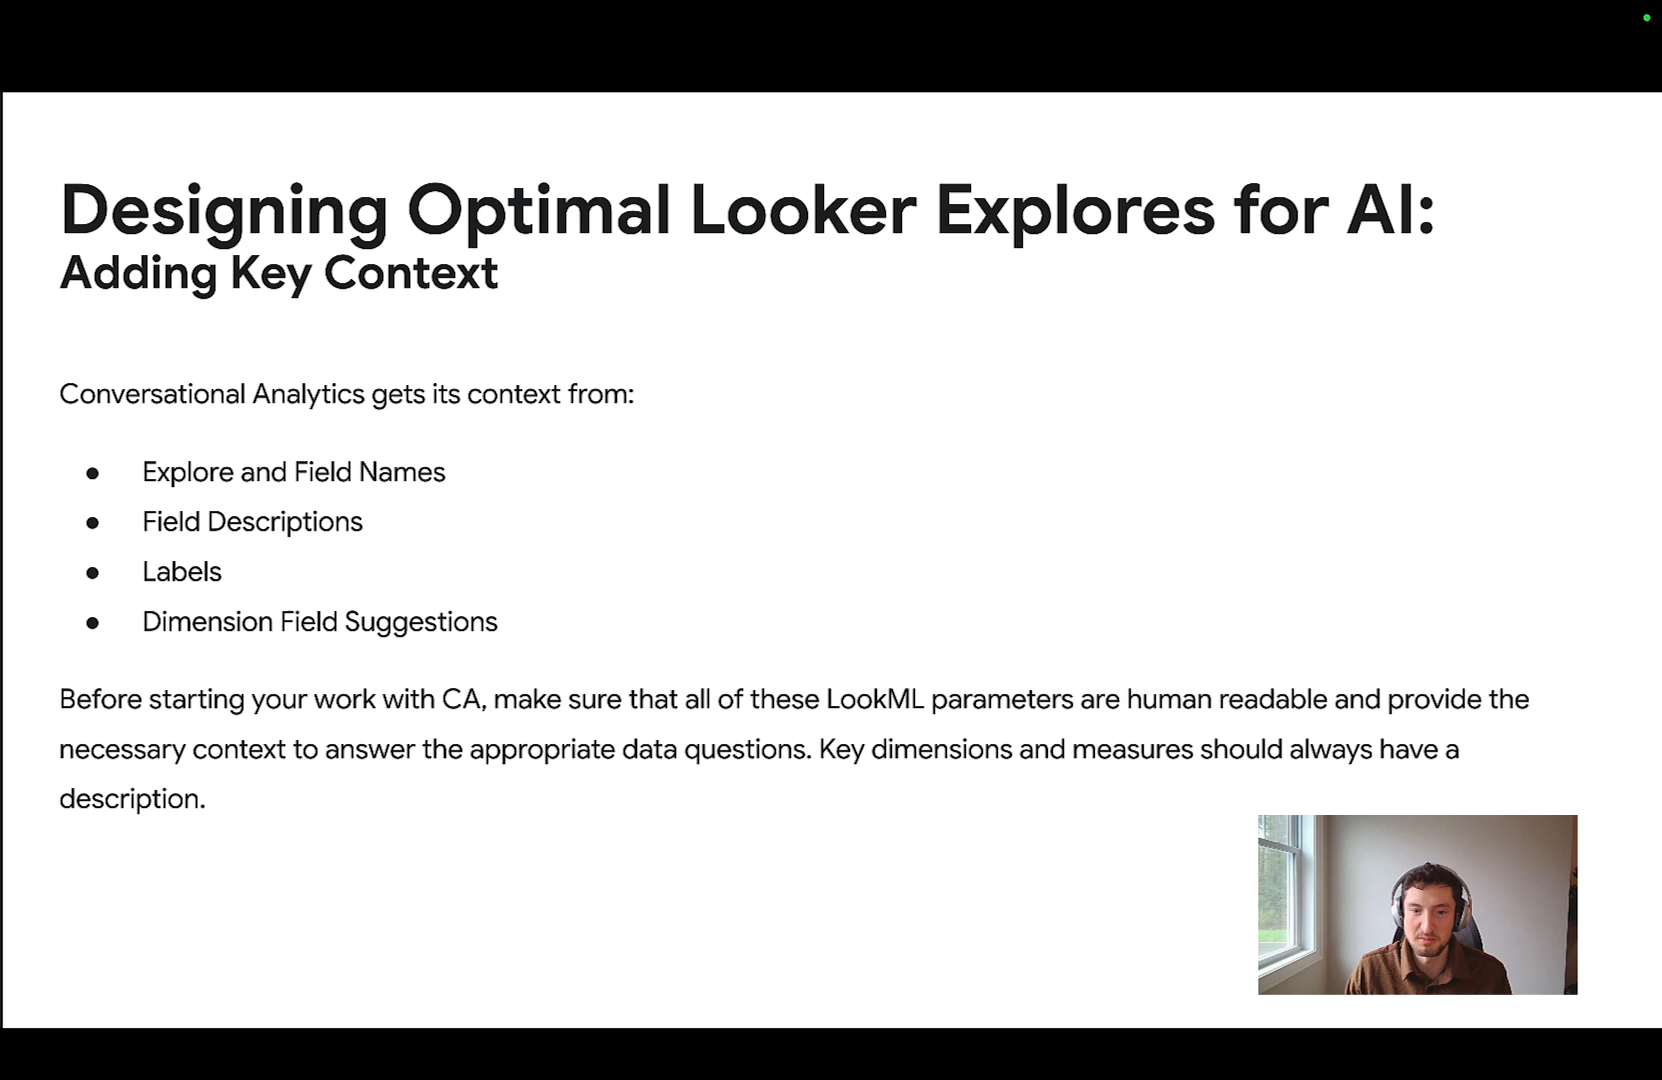 Designing Optimal Looker Explores for AI:
Adding Key Context
Conversational Analytics gets its context from:
● Explore and Field Names
● Field Descriptions
● Labels
● Dimension Field Suggestions
Before starting your work with CA, make sure that all of these LookML parameters are human readable and provide the
necessary context to answer the appropriate data questions. Key dimensions and measures should always have a
description.